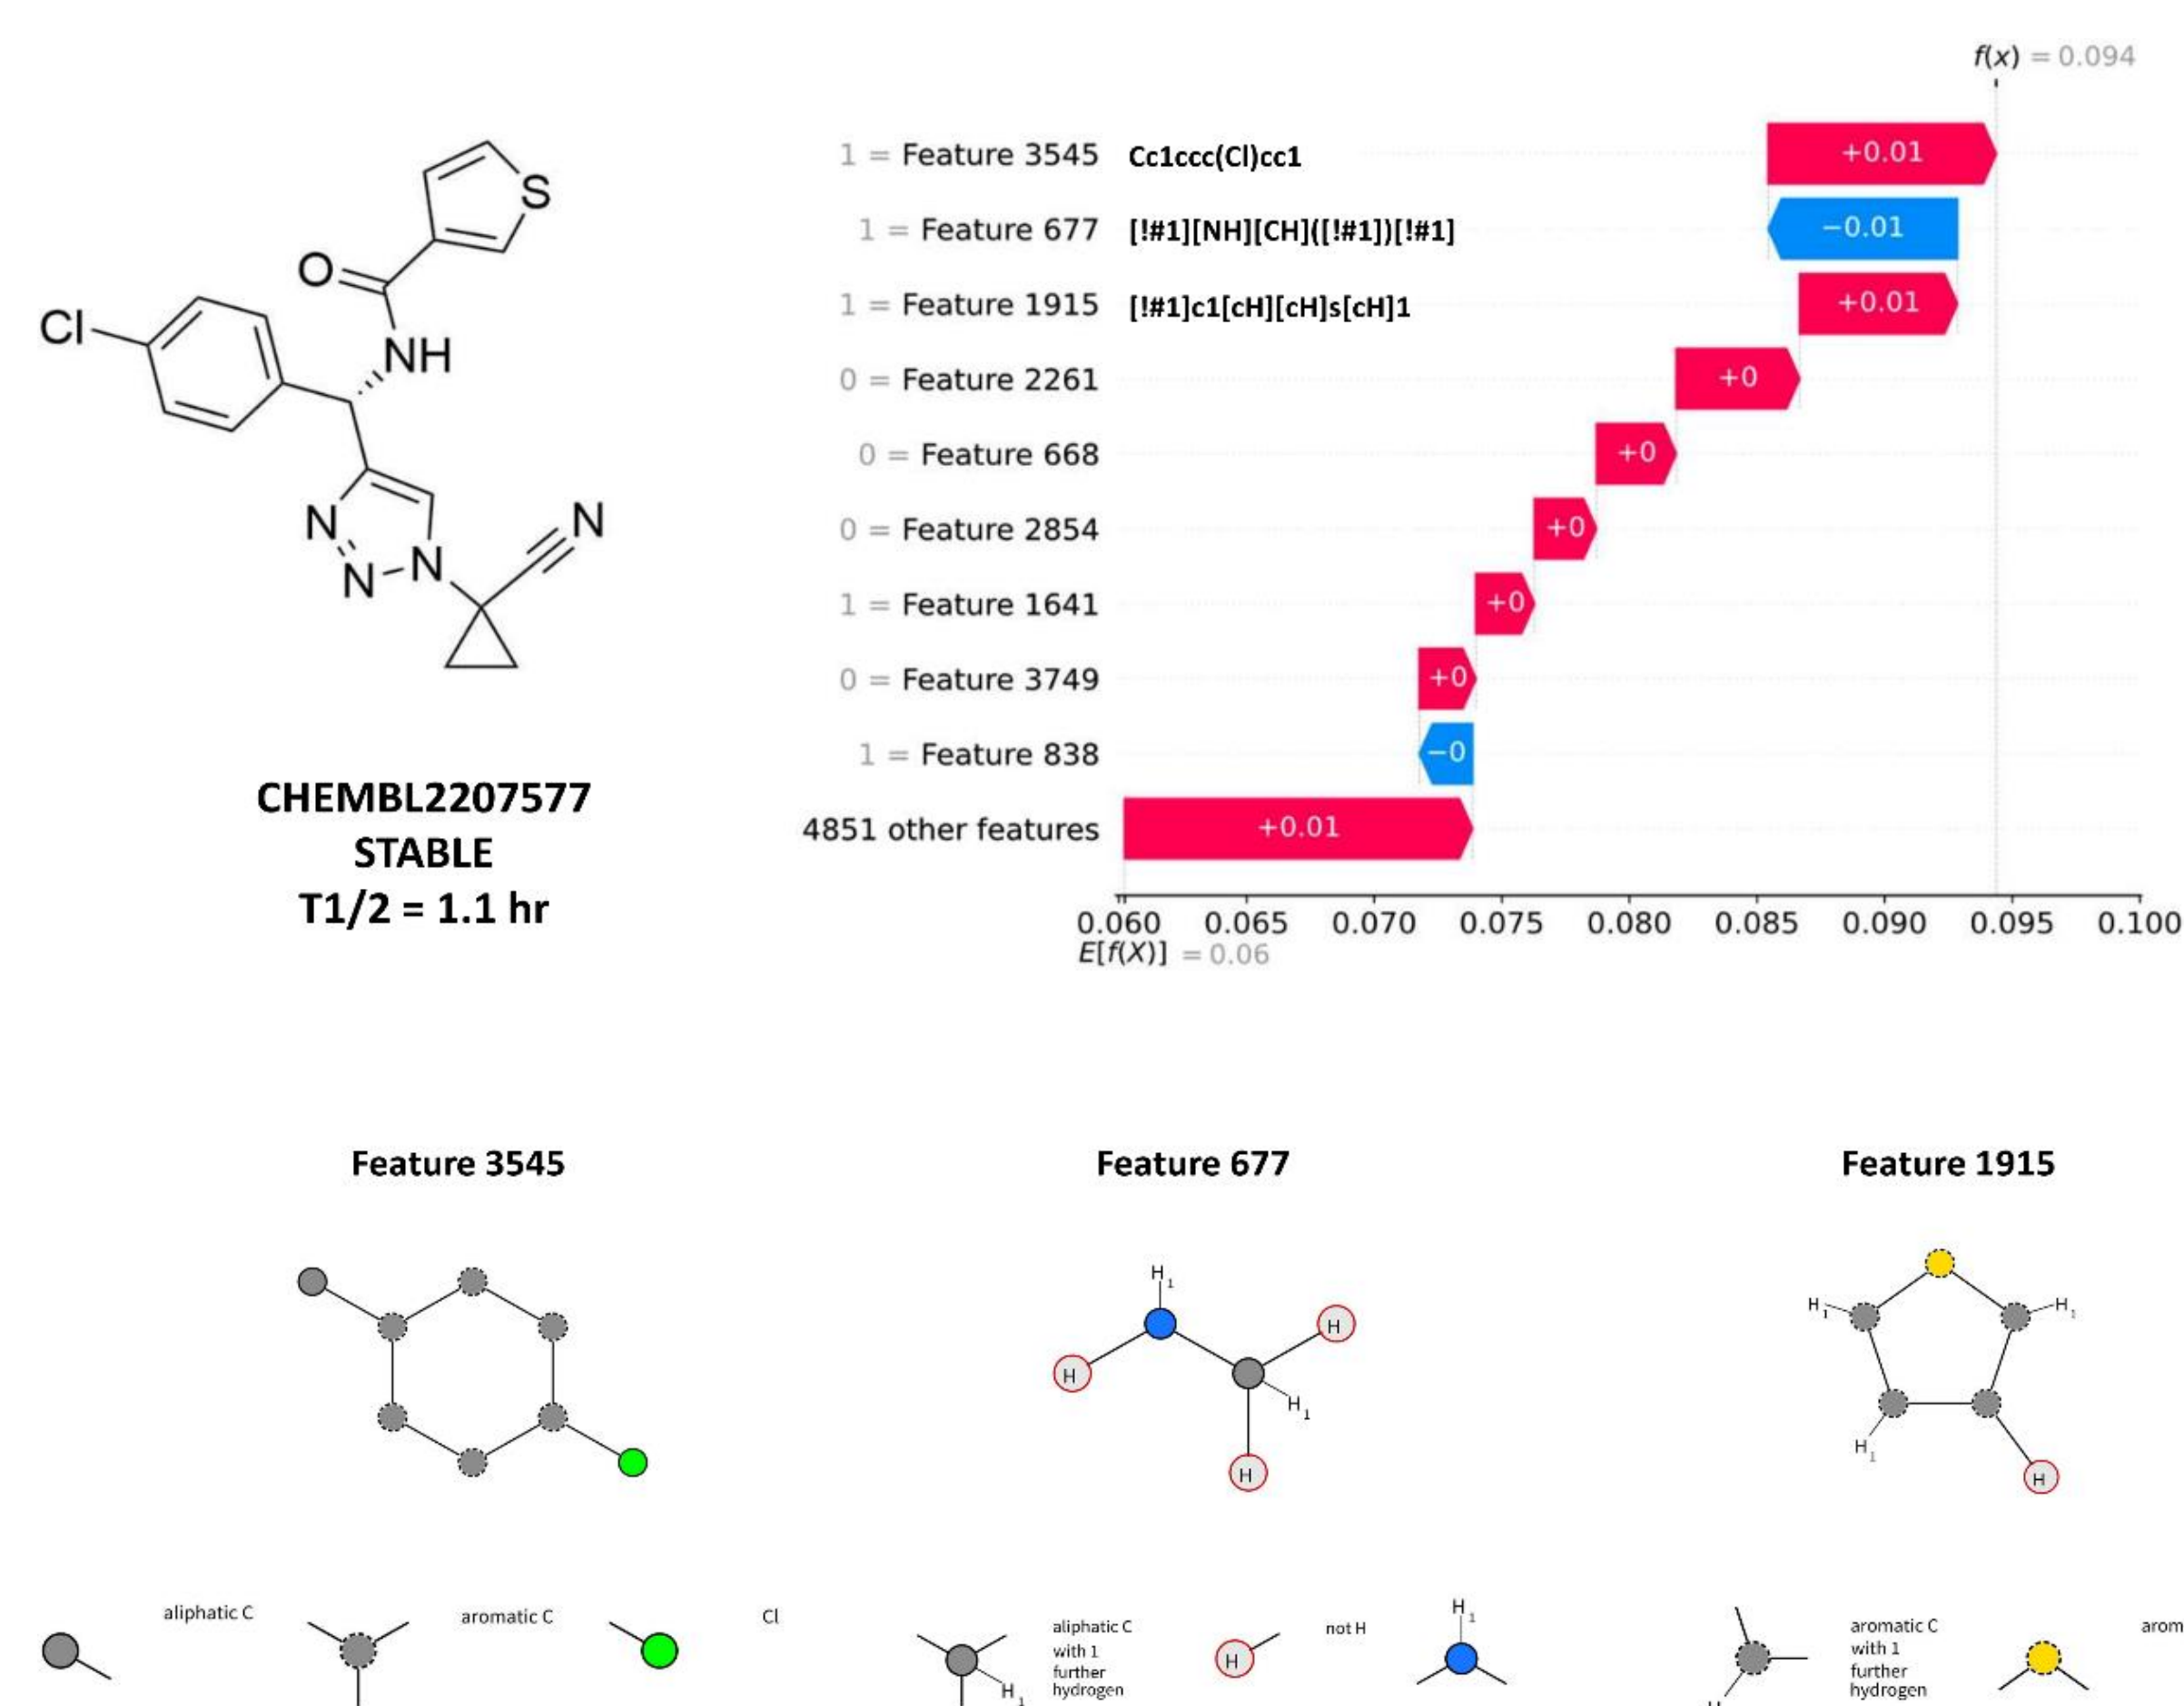 f(x) = 0.094
1 = Feature 3545 Cc1ccc(Cl)cc1 +0.01
1 = Feature 677 [!#1][NH][CH]([!#1])[!#1] −0.01
1 = Feature 1915 [!#1]c1[cH][cH]s[cH]1 +0.01
0 = Feature 2261 +0
0 = Feature 668 +0
0 = Feature 2854 +0
1 = Feature 1641 +0
0 = Feature 3749 +0
1 = Feature 838 −0
4851 other features +0.01
0.060 0.065 0.070 0.075 0.080 0.085 0.090 0.095 0.100
E[f(X)] = 0.06
S
O
Cl
NH
N
N
N
N
CHEMBL2207577
STABLE
T1/2 = 1.1 hr
Feature 3545 Feature 677 Feature 1915
H1
H
H
H1
H
H1
H1
H1
H
aliphatic C
aromatic C
Cl
aliphatic C
with 1
further
hydrogen
H1
H
not H
H1
aromatic C
with 1
further
hydrogen
arom